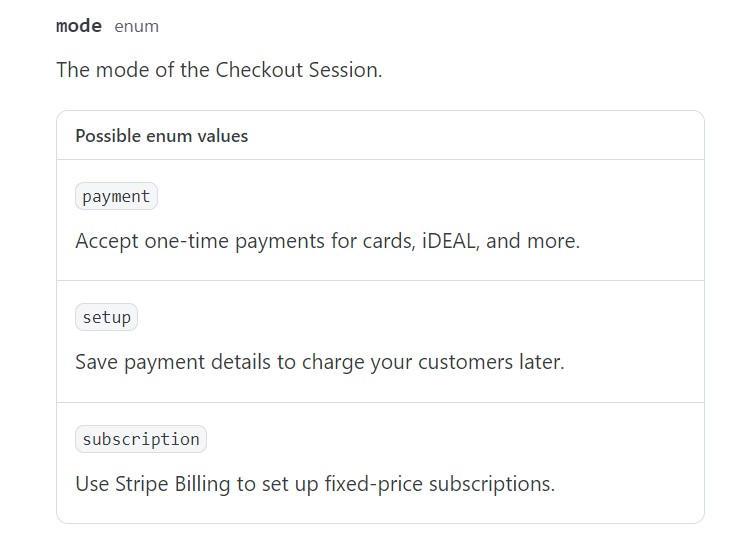 mode enum
The mode of the Checkout Session.
Possible enum values
payment
Accept one-time payments for cards, iDEAL, and more.
setup
Save payment details to charge your customers later.
subscription
Use Stripe Billing to set up fixed-price subscriptions.